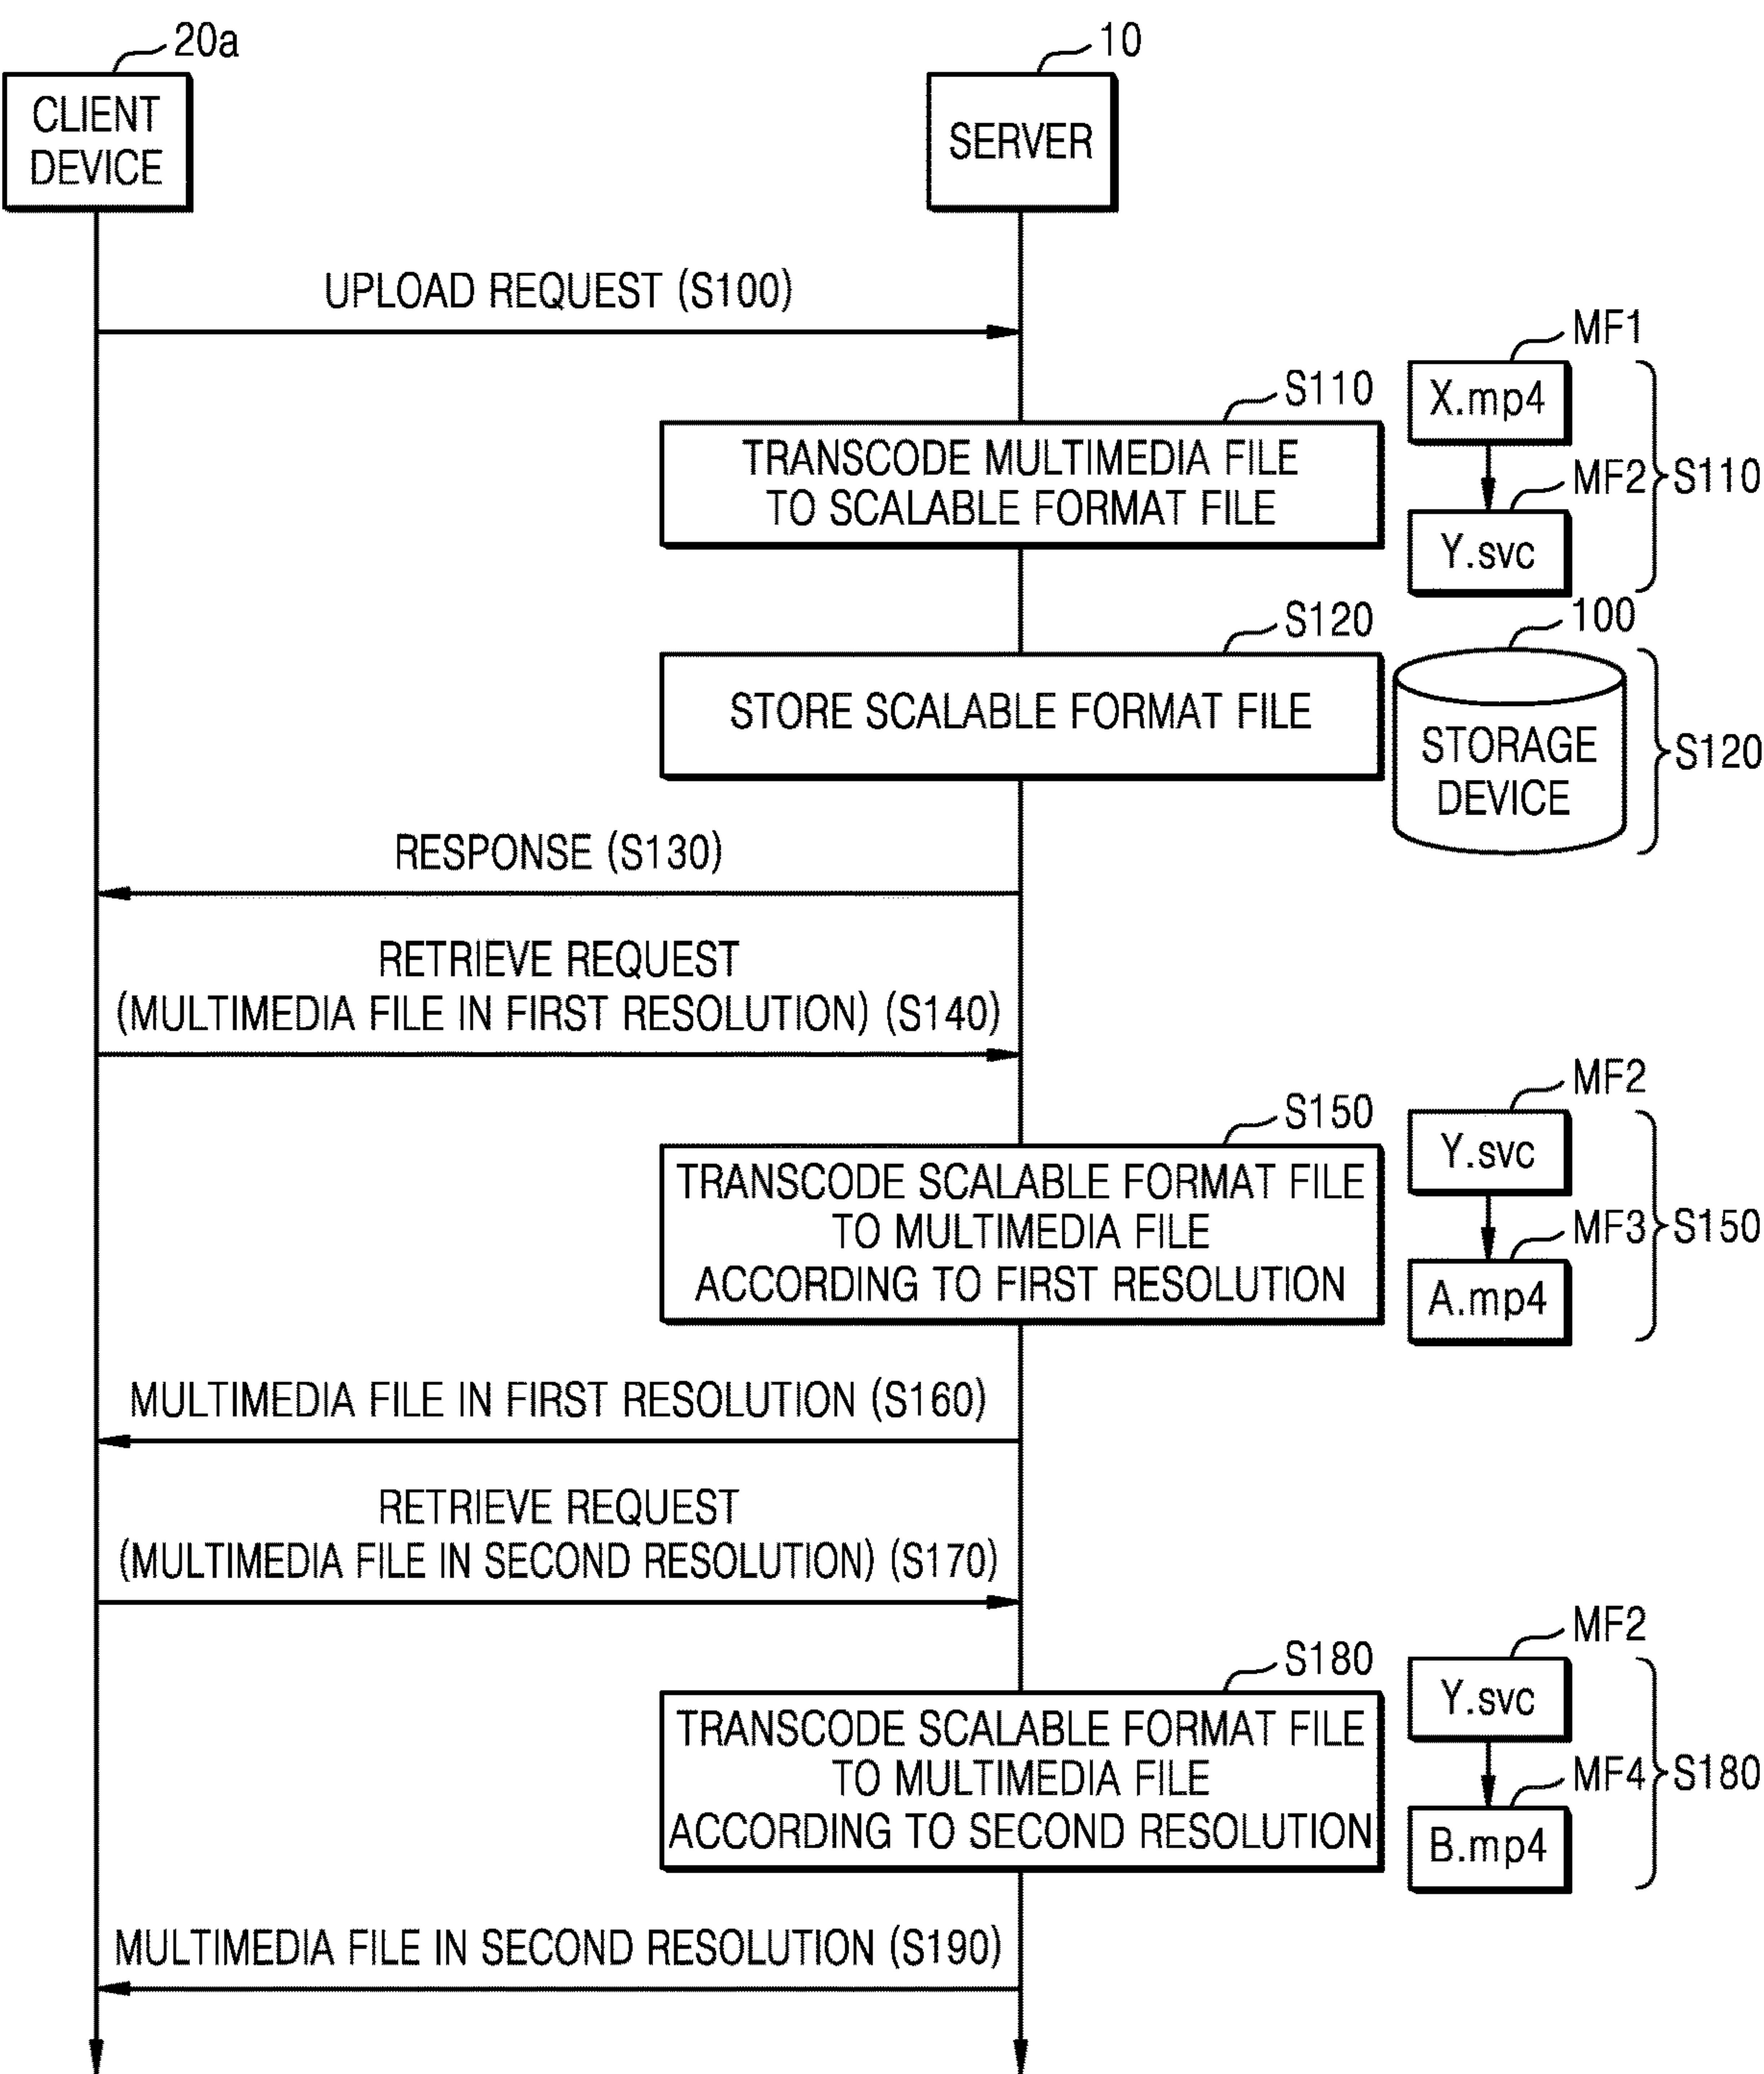 20a
10
CLIENT
DEVICE
SERVER
UPLOAD REQUEST (S100)
MF1
S110
X.mp4
TRANSCODE MULTIMEDIA FILE
TO SCALABLE FORMAT FILE
MF2
S110
Y.svc
100
S120
STORE SCALABLE FORMAT FILE
STORAGE
DEVICE
S120
RESPONSE (S130)
RETRIEVE REQUEST
(MULTIMEDIA FILE IN FIRST RESOLUTION) (S140)
MF2
S150
Y.svc
TRANSCODE SCALABLE FORMAT FILE
TO MULTIMEDIA FILE
ACCORDING TO FIRST RESOLUTION
MF3
S150
A.mp4
MULTIMEDIA FILE IN FIRST RESOLUTION (S160)
RETRIEVE REQUEST
(MULTIMEDIA FILE IN SECOND RESOLUTION) (S170)
MF2
S180
Y.svc
TRANSCODE SCALABLE FORMAT FILE
TO MULTIMEDIA FILE
ACCORDING TO SECOND RESOLUTION
MF4
S180
B.mp4
MULTIMEDIA FILE IN SECOND RESOLUTION (S190)